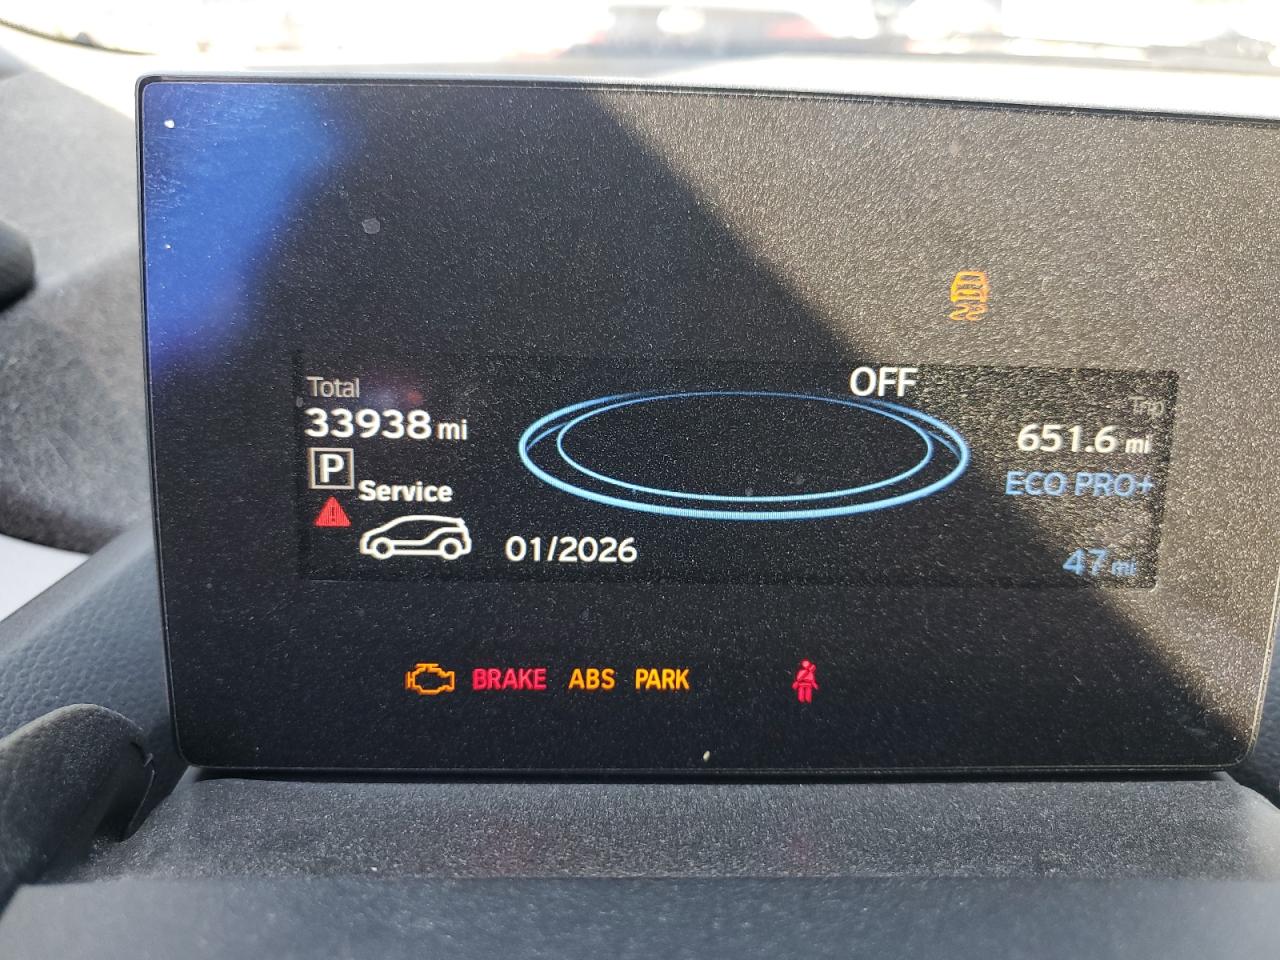 OFF
Total
33938 mi
P
Service
01/2026
Trip
651.6 mi
ECO PRO+
47 mi
BRAKE ABS PARK